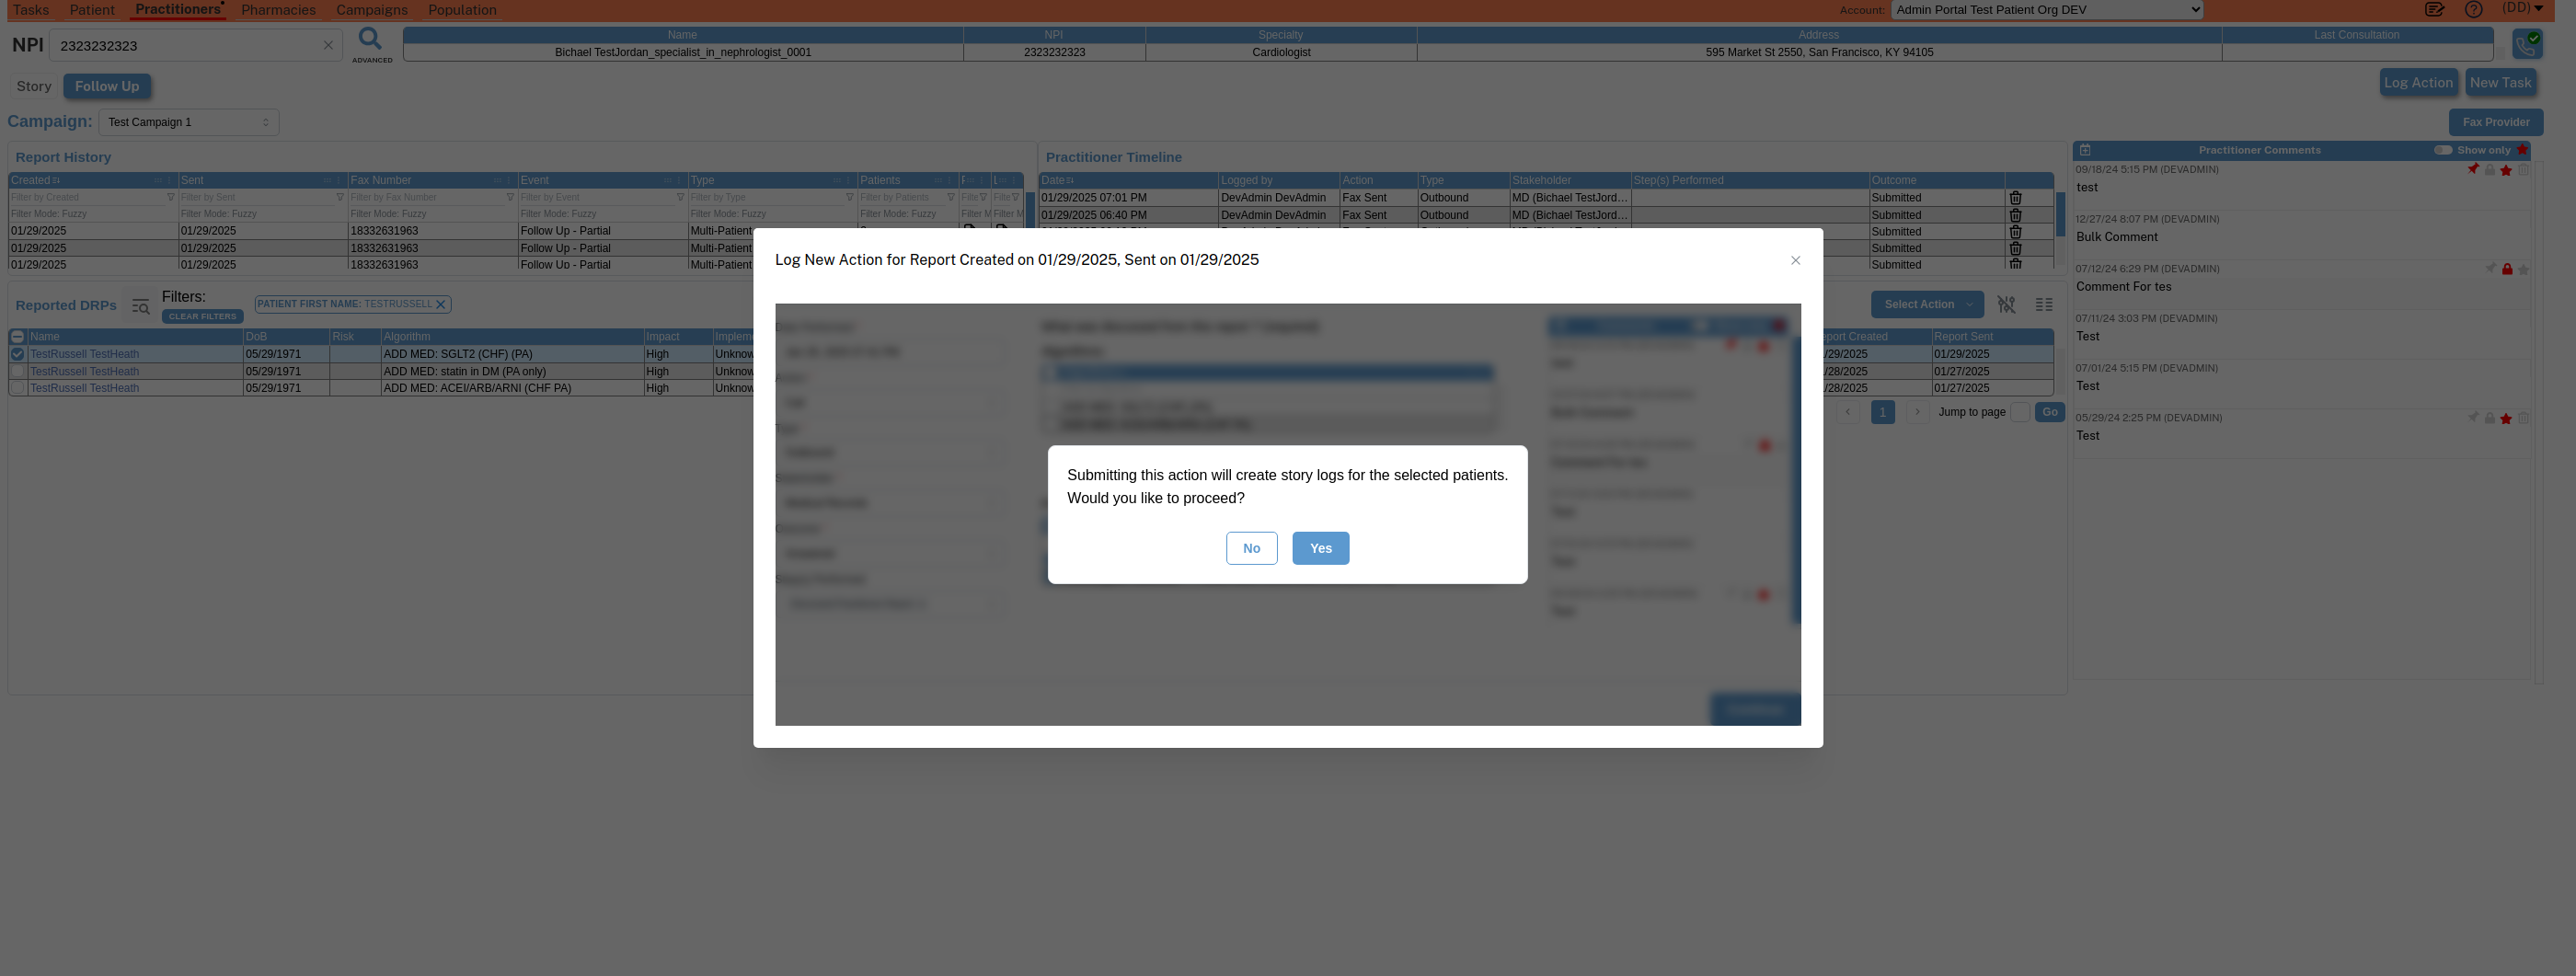 Tasks Patient Practitioners Pharmacies Campaigns Population Account: Admin Portal Test Patient Org DEV (DD)
NPI 2323232323 ADVANCED
Name NPI Specialty Address Last Consultation
Bichael TestJordan_specialist_in_nephrologist_0001 2323232323 Cardiologist 595 Market St 2550, San Francisco, KY 94105
Story Follow Up Log Action New Task
Campaign: Test Campaign 1 Fax Provider
Report History
Created Sent Fax Number Event Type Patients
Filter by Created Filter by Sent Filter by Fax Number Filter by Event Filter by Type Filter by Patients Filte Filte
Filter Mode: Fuzzy Filter Mode: Fuzzy Filter Mode: Fuzzy Filter Mode: Fuzzy Filter Mode: Fuzzy Filter Mode: Fuzzy Filter M Filter M
01/29/2025 01/29/2025 18332631963 Follow Up - Partial Multi-Patient
01/29/2025 01/29/2025 18332631963 Follow Up - Partial Multi-Patient
01/29/2025 01/29/2025 18332631963 Follow Up - Partial Multi-Patient
Practitioner Timeline
Date Logged by Action Type Stakeholder Step(s) Performed Outcome
01/29/2025 07:01 PM DevAdmin DevAdmin Fax Sent Outbound MD (Bichael TestJord... Submitted
01/29/2025 06:40 PM DevAdmin DevAdmin Fax Sent Outbound MD (Bichael TestJord... Submitted
Submitted
Submitted
Submitted
Practitioner Comments Show only
09/18/24 5:15 PM (DEVADMIN)
test
12/27/24 8:07 PM (DEVADMIN)
Bulk Comment
07/12/24 6:29 PM (DEVADMIN)
Comment For tes
07/11/24 3:03 PM (DEVADMIN)
Test
07/01/24 5:15 PM (DEVADMIN)
Test
05/29/24 2:25 PM (DEVADMIN)
Test
Reported DRPs Filters: CLEAR FILTERS PATIENT FIRST NAME: TESTRUSSELL Select Action
Name DoB Risk Algorithm Impact Implem eport Created Report Sent
TestRussell TestHeath 05/29/1971 ADD MED: SGLT2 (CHF) (PA) High Unknow /29/2025 01/29/2025
TestRussell TestHeath 05/29/1971 ADD MED: statin in DM (PA only) High Unknow /28/2025 01/27/2025
TestRussell TestHeath 05/29/1971 ADD MED: ACEI/ARB/ARNI (CHF PA) High Unknow /28/2025 01/27/2025
1 Jump to page Go
Log New Action for Report Created on 01/29/2025, Sent on 01/29/2025
Submitting this action will create story logs for the selected patients.
Would you like to proceed?
No Yes